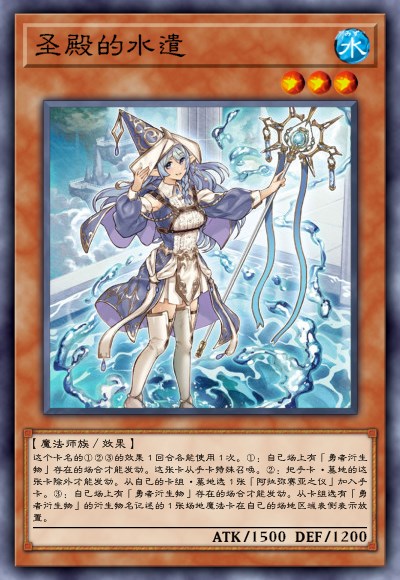 圣殿的水遣
水
【魔法师族／效果】
这个卡名的①②③的效果1回合各能使用1次。①：自己场上有「勇者衍生
物」存在的场合才能发动。这张卡从手卡特殊召唤。②：把手卡·墓地的这
张卡除外才能发动。从自己的卡组·墓地选1张「阿拉弥赛亚之仪」加入手
卡。③：自己场上有「勇者衍生物」存在的场合才能发动。从卡组选有「勇
者衍生物」的衍生物名记述的1张场地魔法卡在自己的场地区域表侧表示放
置。
ATK/1500 DEF/1200